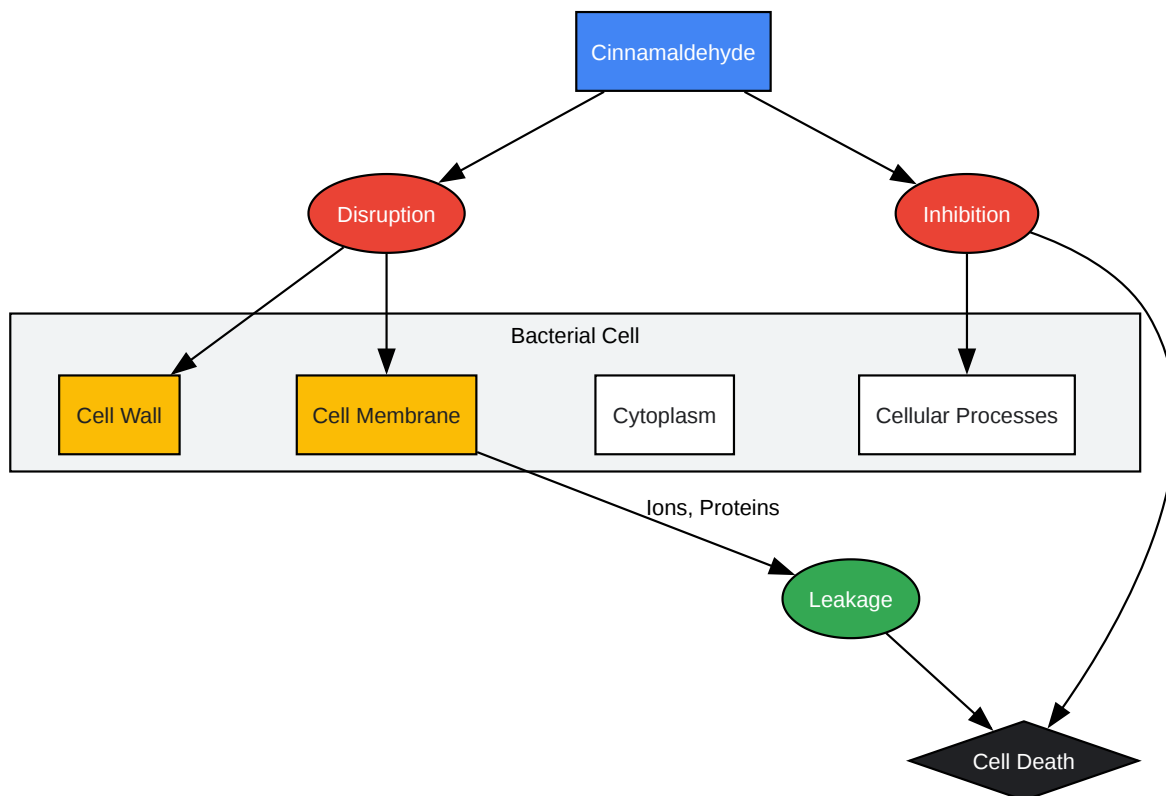 Cinnamaldehyde
Disruption
Inhibition
Bacterial Cell
Cell Wall
Cell Membrane
Cytoplasm
Cellular Processes
Ions, Proteins
Leakage
Cell Death